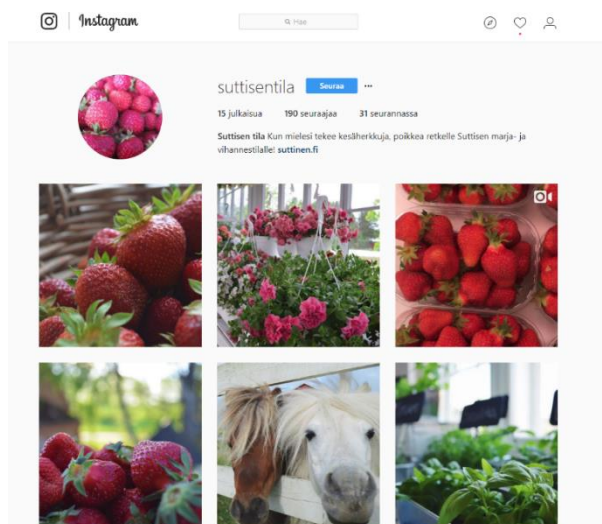 Instagram
Hae
suttisentila Seuraa ...
15 julkaisua 190 seuraajaa 31 seurannassa
Suttisen tila Kun mielesi tekee kesäherkkuja, poikkea retkelle Suttisen marja- ja
vihannestilalle! suttinen.fi